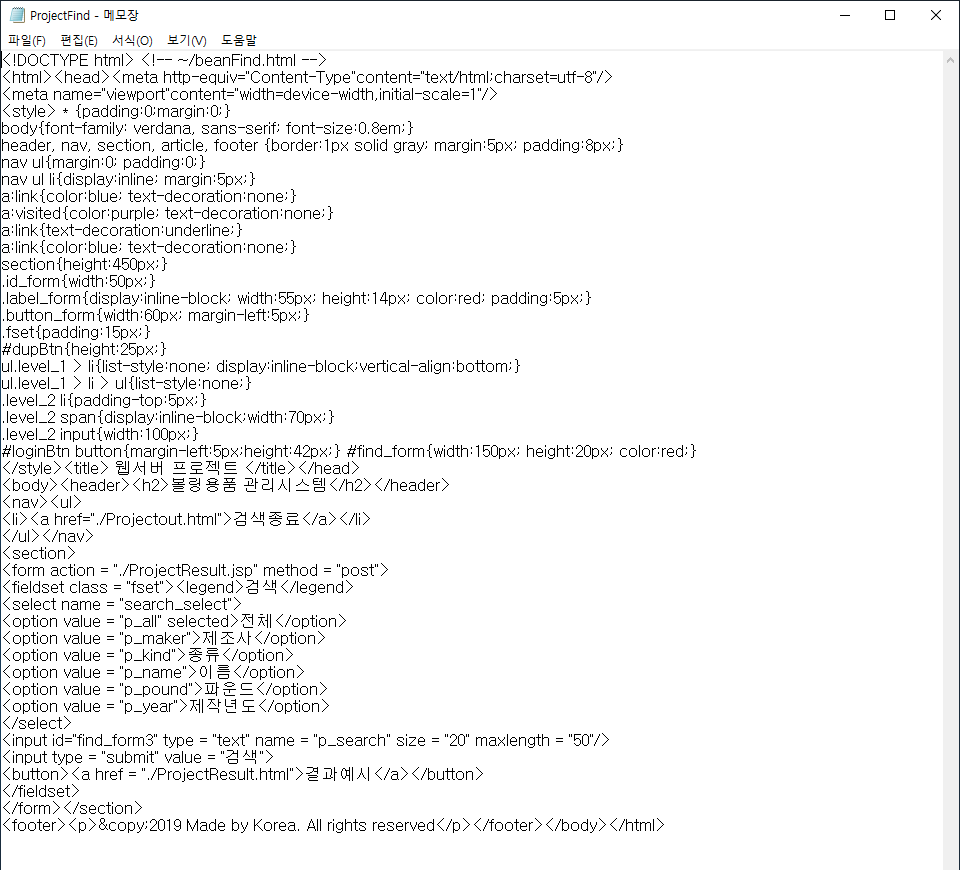 ProjectFind - 메모장
파일(F) 편집(E) 서식(O) 보기(V) 도움말
<!DOCTYPE html> <!-- ~/beanFind.html -->
<html><head><meta http-equiv="Content-Type"content="text/html;charset=utf-8"/>
<meta name="viewport"content="width=device-width,initial-scale=1"/>
<style> * {padding:0;margin:0;}
body{font-family: verdana, sans-serif; font-size:0.8em;}
header, nav, section, article, footer {border:1px solid gray; margin:5px; padding:8px;}
nav ul{margin:0; padding:0;}
nav ul li{display:inline; margin:5px;}
a:link{color:blue; text-decoration:none;}
a:visited{color:purple; text-decoration:none;}
a:link{text-decoration:underline;}
a:link{color:blue; text-decoration:none;}
section{height:450px;}
.id_form{width:50px;}
.label_form{display:inline-block; width:55px; height:14px; color:red; padding:5px;}
.button_form{width:60px; margin-left:5px;}
.fset{padding:15px;}
#dupBtn{height:25px;}
ul.level_1 > li{list-style:none; display:inline-block;vertical-align:bottom;}
ul.level_1 > li > ul{list-style:none;}
.level_2 li{padding-top:5px;}
.level_2 span{display:inline-block;width:70px;}
.level_2 input{width:100px;}
#loginBtn button{margin-left:5px;height:42px;} #find_form{width:150px; height:20px; color:red;}
</style><title> 웹서버 프로젝트 </title></head>
<body><header><h2>볼링용품 관리시스템</h2></header>
<nav><ul>
<li><a href="./Projectout.html">검색종료</a></li>
</ul></nav>
<section>
<form action = "./ProjectResult.jsp" method = "post">
<fieldset class = "fset"><legend>검색</legend>
<select name = "search_select">
<option value = "p_all" selected>전체</option>
<option value = "p_maker">제조사</option>
<option value = "p_kind">종류</option>
<option value = "p_name">이름</option>
<option value = "p_pound">파운드</option>
<option value = "p_year">제작년도</option>
</select>
<input id="find_form3" type = "text" name = "p_search" size = "20" maxlength = "50"/>
<input type = "submit" value = "검색">
<button><a href = "./ProjectResult.html">결과예시</a></button>
</fieldset>
</form></section>
<footer><p>&copy;2019 Made by Korea. All rights reserved</p></footer></body></html>